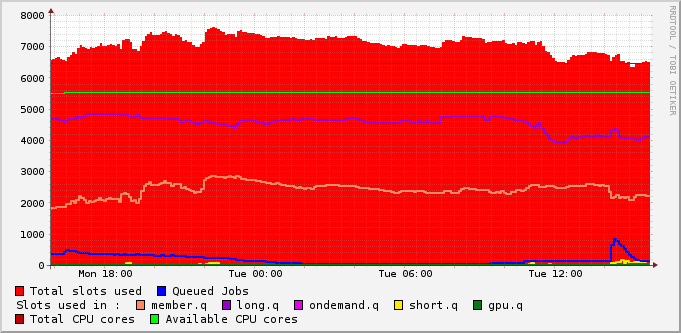 RRDTOOL / TOBI OETIKER
8000
7000
6000
5000
4000
3000
2000
1000
0
Mon 18:00 Tue 00:00 Tue 06:00 Tue 12:00
Total slots used Queued Jobs
Slots used in : member.q long.q ondemand.q short.q gpu.q
Total CPU cores Available CPU cores